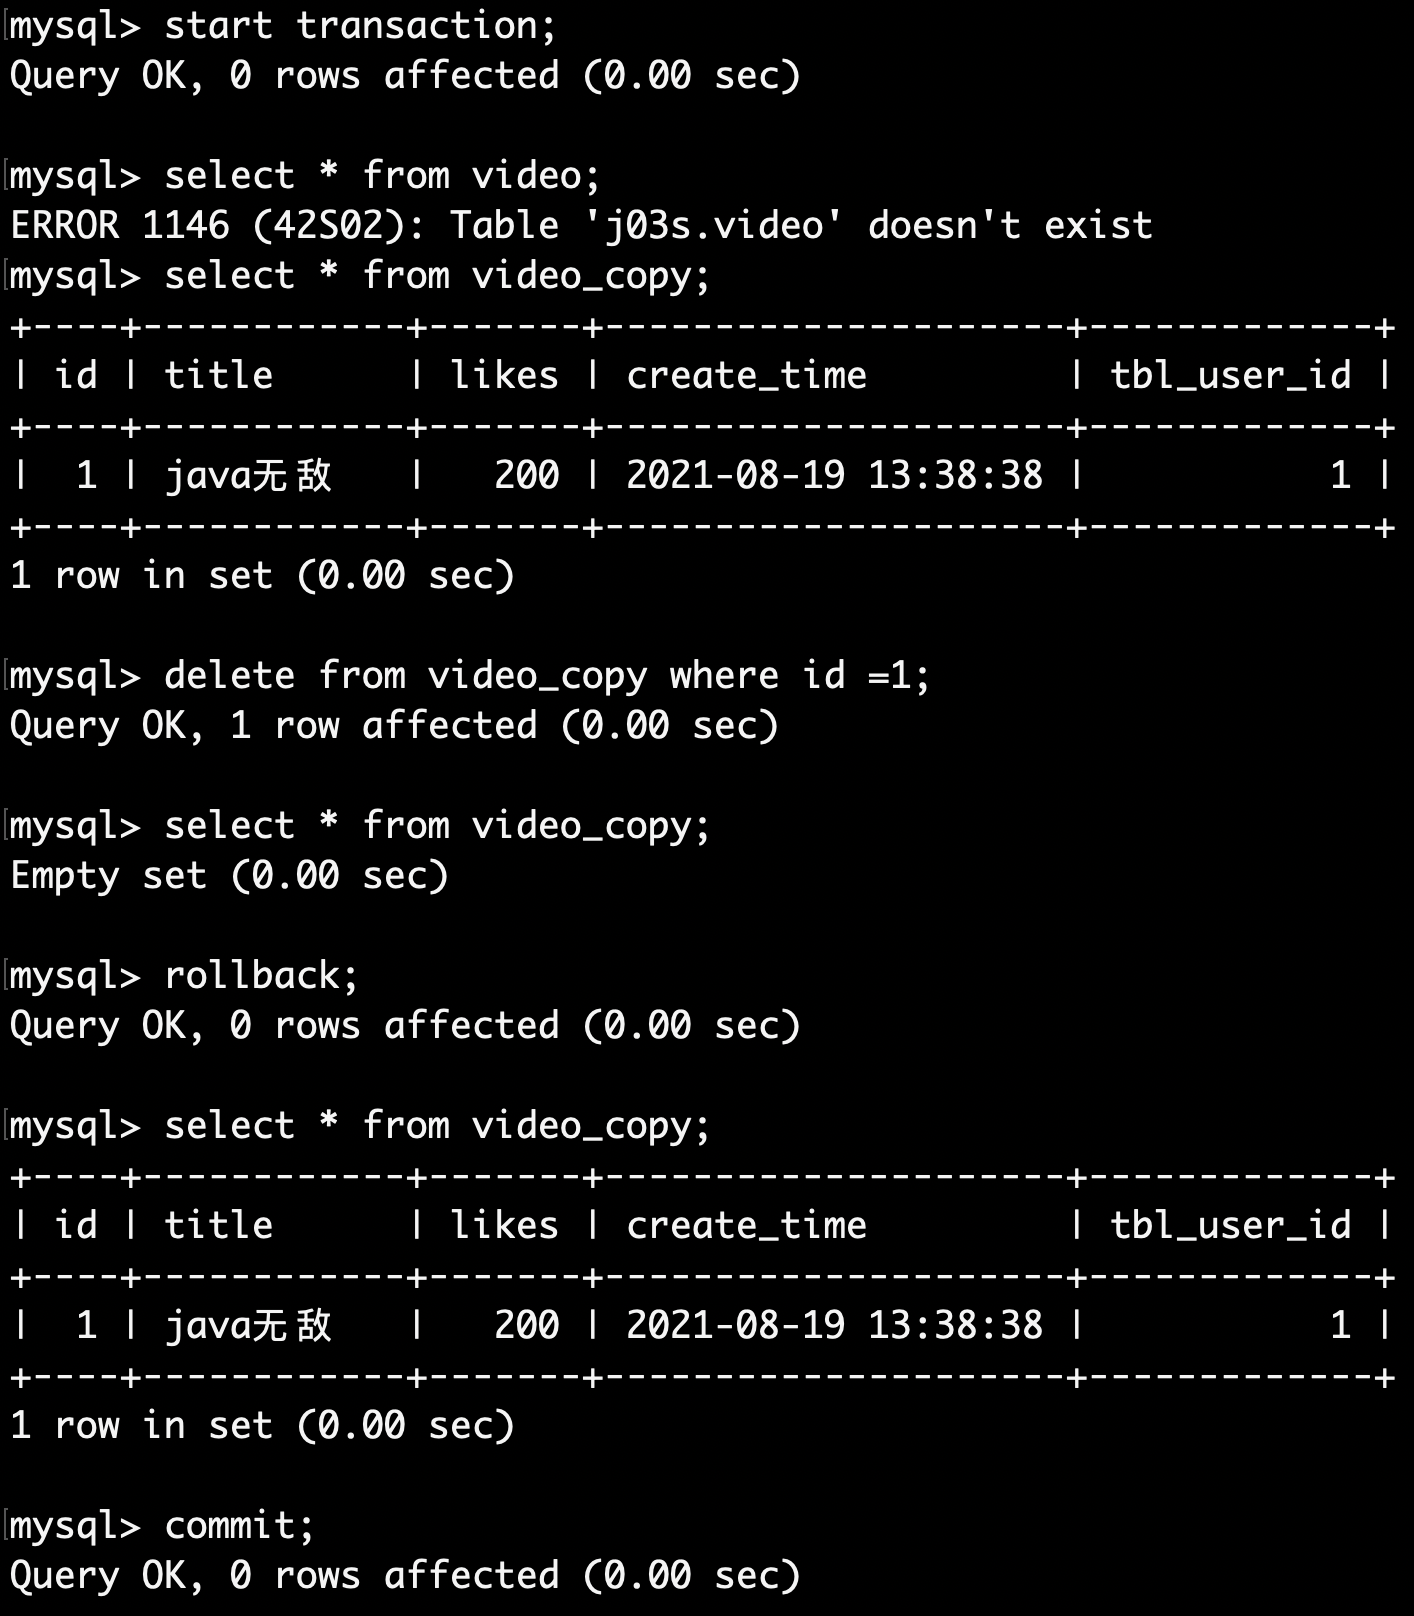 mysql> start transaction;
Query OK, 0 rows affected (0.00 sec)
mysql> select * from video;
ERROR 1146 (42S02): Table 'j03s.video' doesn't exist
mysql> select * from video_copy;
+----+------------+-------+---------------------+-------------+
| id | title      | likes | create_time         | tbl_user_id |
+----+------------+-------+---------------------+-------------+
|  1 | java无敌   |   200 | 2021-08-19 13:38:38 |           1 |
+----+------------+-------+---------------------+-------------+
1 row in set (0.00 sec)
mysql> delete from video_copy where id =1;
Query OK, 1 row affected (0.00 sec)
mysql> select * from video_copy;
Empty set (0.00 sec)
mysql> rollback;
Query OK, 0 rows affected (0.00 sec)
mysql> select * from video_copy;
+----+------------+-------+---------------------+-------------+
| id | title      | likes | create_time         | tbl_user_id |
+----+------------+-------+---------------------+-------------+
|  1 | java无敌   |   200 | 2021-08-19 13:38:38 |           1 |
+----+------------+-------+---------------------+-------------+
1 row in set (0.00 sec)
mysql> commit;
Query OK, 0 rows affected (0.00 sec)